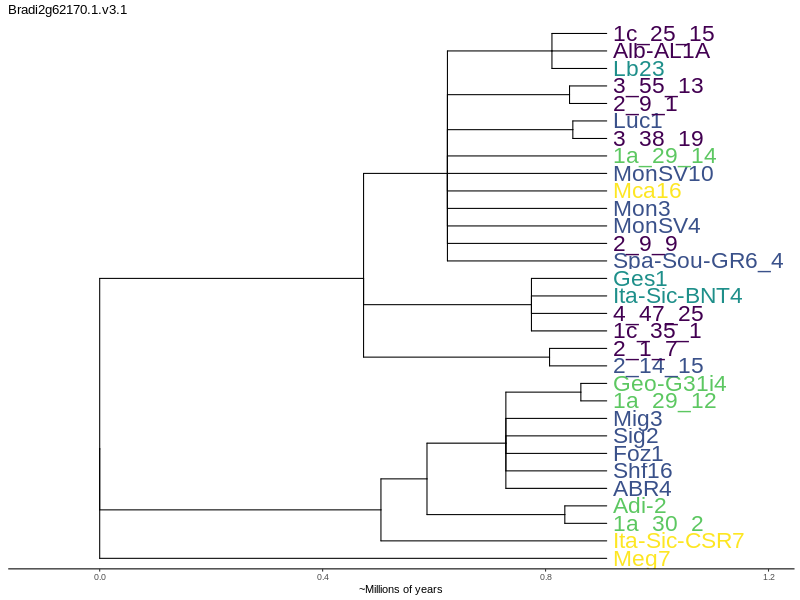 Bradi2g62170.1.v3.1
1c_25_15
Alb-AL1A
Lb23
3_55_13
2_9_1
Luc1
3_38_19
1a_29_14
MonSV10
Mca16
Mon3
MonSV4
2_9_9
Spa-Sou-GR6_4
Ges1
Ita-Sic-BNT4
4_47_25
1c_35_1
2_1_7
2_14_15
Geo-G31i4
1a_29_12
Mig3
Sig2
Foz1
Shf16
ABR4
Adi-2
1a_30_2
Ita-Sic-CSR7
Meq7
0.0 0.4 0.8 1.2
~Millions of years